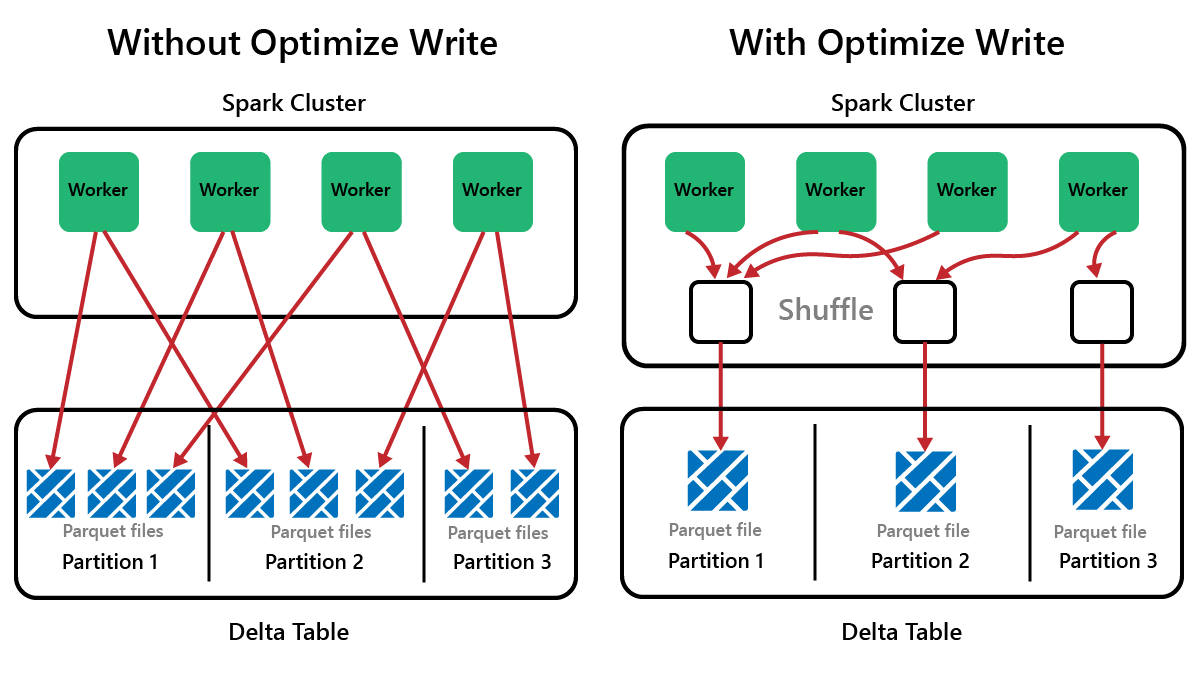 Without Optimize Write
Spark Cluster
Worker
Worker
Worker
Worker
Parquet files
Parquet files
Parquet files
Partition 1
Partition 2
Partition 3
Delta Table
With Optimize Write
Spark Cluster
Worker
Worker
Worker
Worker
Shuffle
Parquet file
Parquet file
Parquet file
Partition 1
Partition 2
Partition 3
Delta Table